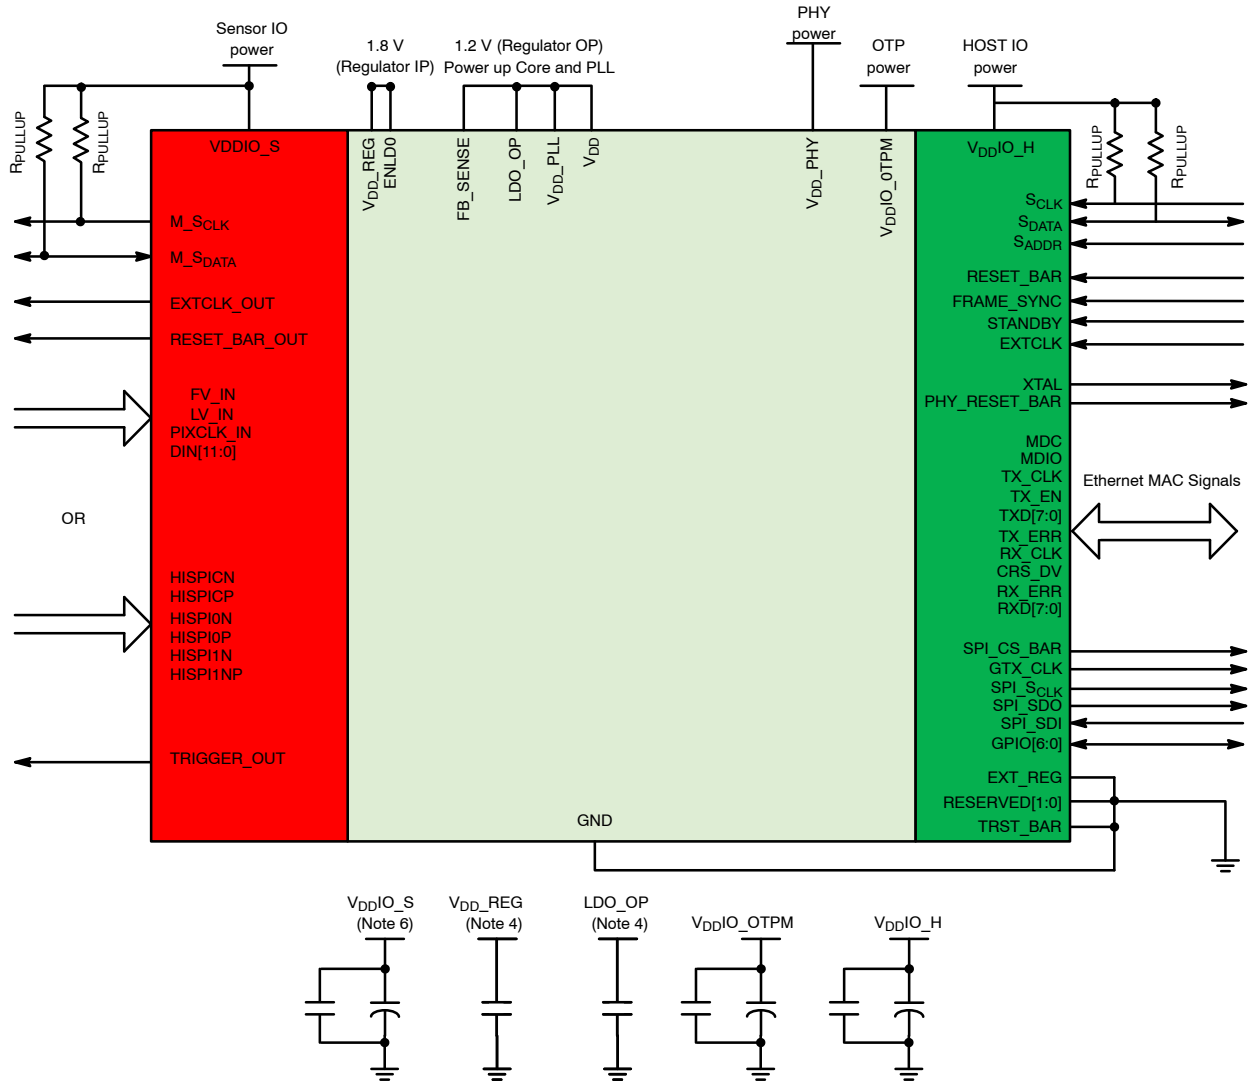 Sensor IO
power
1.8 V
(Regulator IP)
1.2 V (Regulator OP)
Power up Core and PLL
PHY
power
OTP
power
HOST IO
power
RPULLUP
RPULLUP
RPULLUP
RPULLUP
VDDIO_S
VDD_REG
ENLD0
FB_SENSE
LDO_OP
VDD_PLL
VDD
VDD_PHY
VDDIO_0TPM
VDDIO_H
M_SCLK
M_SDATA
EXTCLK_OUT
RESET_BAR_OUT
FV_IN
LV_IN
PIXCLK_IN
DIN[11:0]
OR
HISPICN
HISPICP
HISPI0N
HISPI0P
HISPI1N
HISPI1NP
TRIGGER_OUT
SCLK
SDATA
SADDR
RESET_BAR
FRAME_SYNC
STANDBY
EXTCLK
XTAL
PHY_RESET_BAR
MDC
MDIO
TX_CLK
TX_EN
TXD[7:0]
TX_ERR
RX_CLK
CRS_DV
RX_ERR
RXD[7:0]
Ethernet MAC Signals
SPI_CS_BAR
GTX_CLK
SPI_SCLK
SPI_SDO
SPI_SDI
GPIO[6:0]
EXT_REG
RESERVED[1:0]
TRST_BAR
GND
VDDIO_S
(Note 6)
VDD_REG
(Note 4)
LDO_OP
(Note 4)
VDDIO_OTPM
VDDIO_H